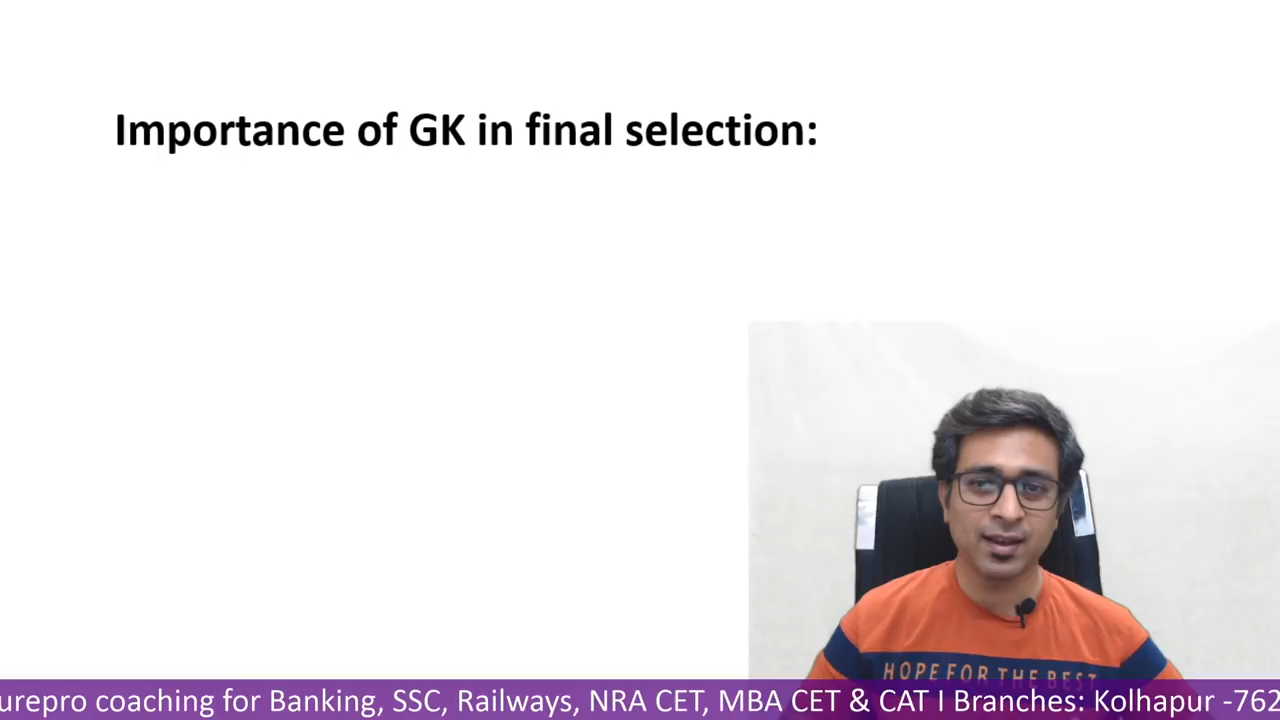 Importance of GK in final selection:
HOPE FOR THE BEST
urepro coaching for Banking, SSC, Railways, NRA CET, MBA CET & CAT I Branches: Kolhapur -762